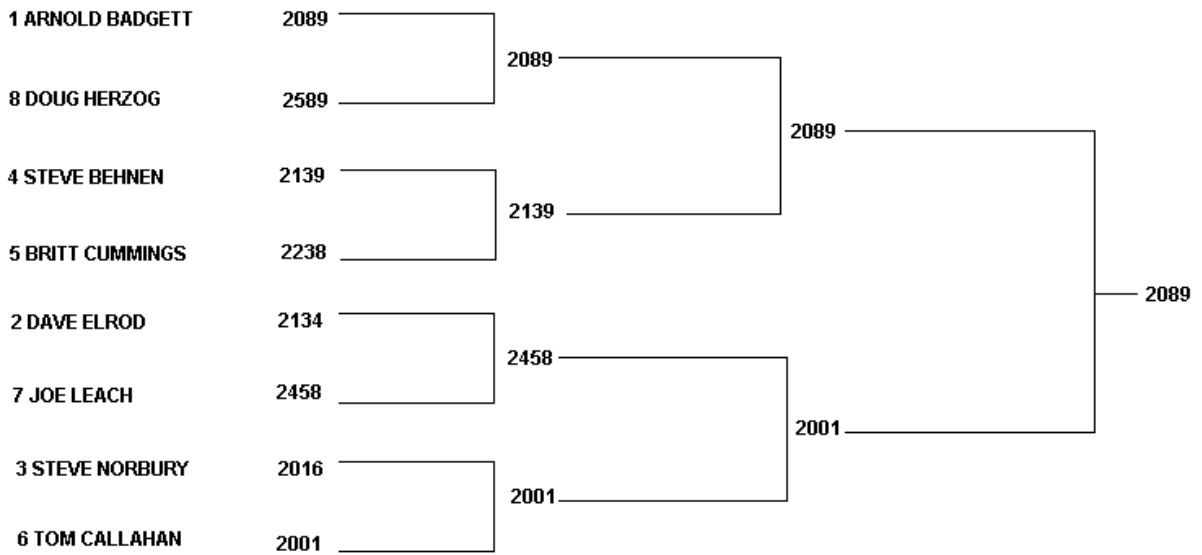 1 ARNOLD BADGETT 2089
2089
8 DOUG HERZOG 2589
2089
4 STEVE BEHNEN 2139
2139
5 BRITT CUMMINGS 2238
2089
2 DAVE ELROD 2134
2458
7 JOE LEACH 2458
2001
3 STEVE NORBURY 2016
2001
6 TOM CALLAHAN 2001